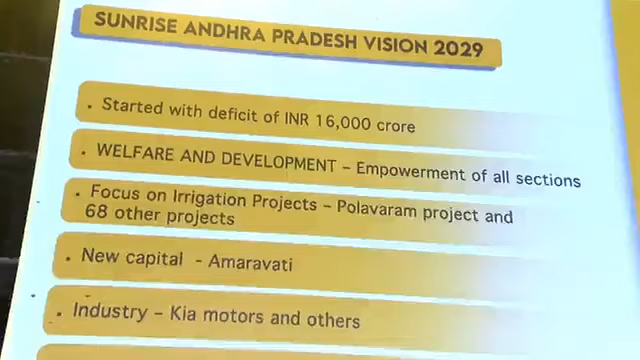 SUNRISE ANDHRA PRADESH VISION 2029
. Started with deficit of INR 16,000 crore
. WELFARE AND DEVELOPMENT – Empowerment of all sections
. Focus on Irrigation Projects – Polavaram project and
68 other projects
. New capital - Amaravati
. Industry – Kia motors and others